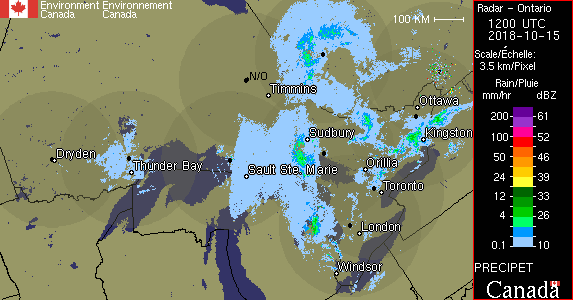 Environment Environnement
Canada Canada
100 KM
N/O
Timmins
Ottawa
Sudbury
Kingston
Dryden
Thunder Bay
Sault Ste. Marie
Orillia
Toronto
London
Windsor
Radar - Ontario
1200 UTC
2018-10-15
Scale/Échelle:
3.5 km/Pixel
Rain/Pluie
mm/hr dBZ
200 61
100 52
50 46
24 39
12 33
4 26
0.1 10
PRECIPET
Canada